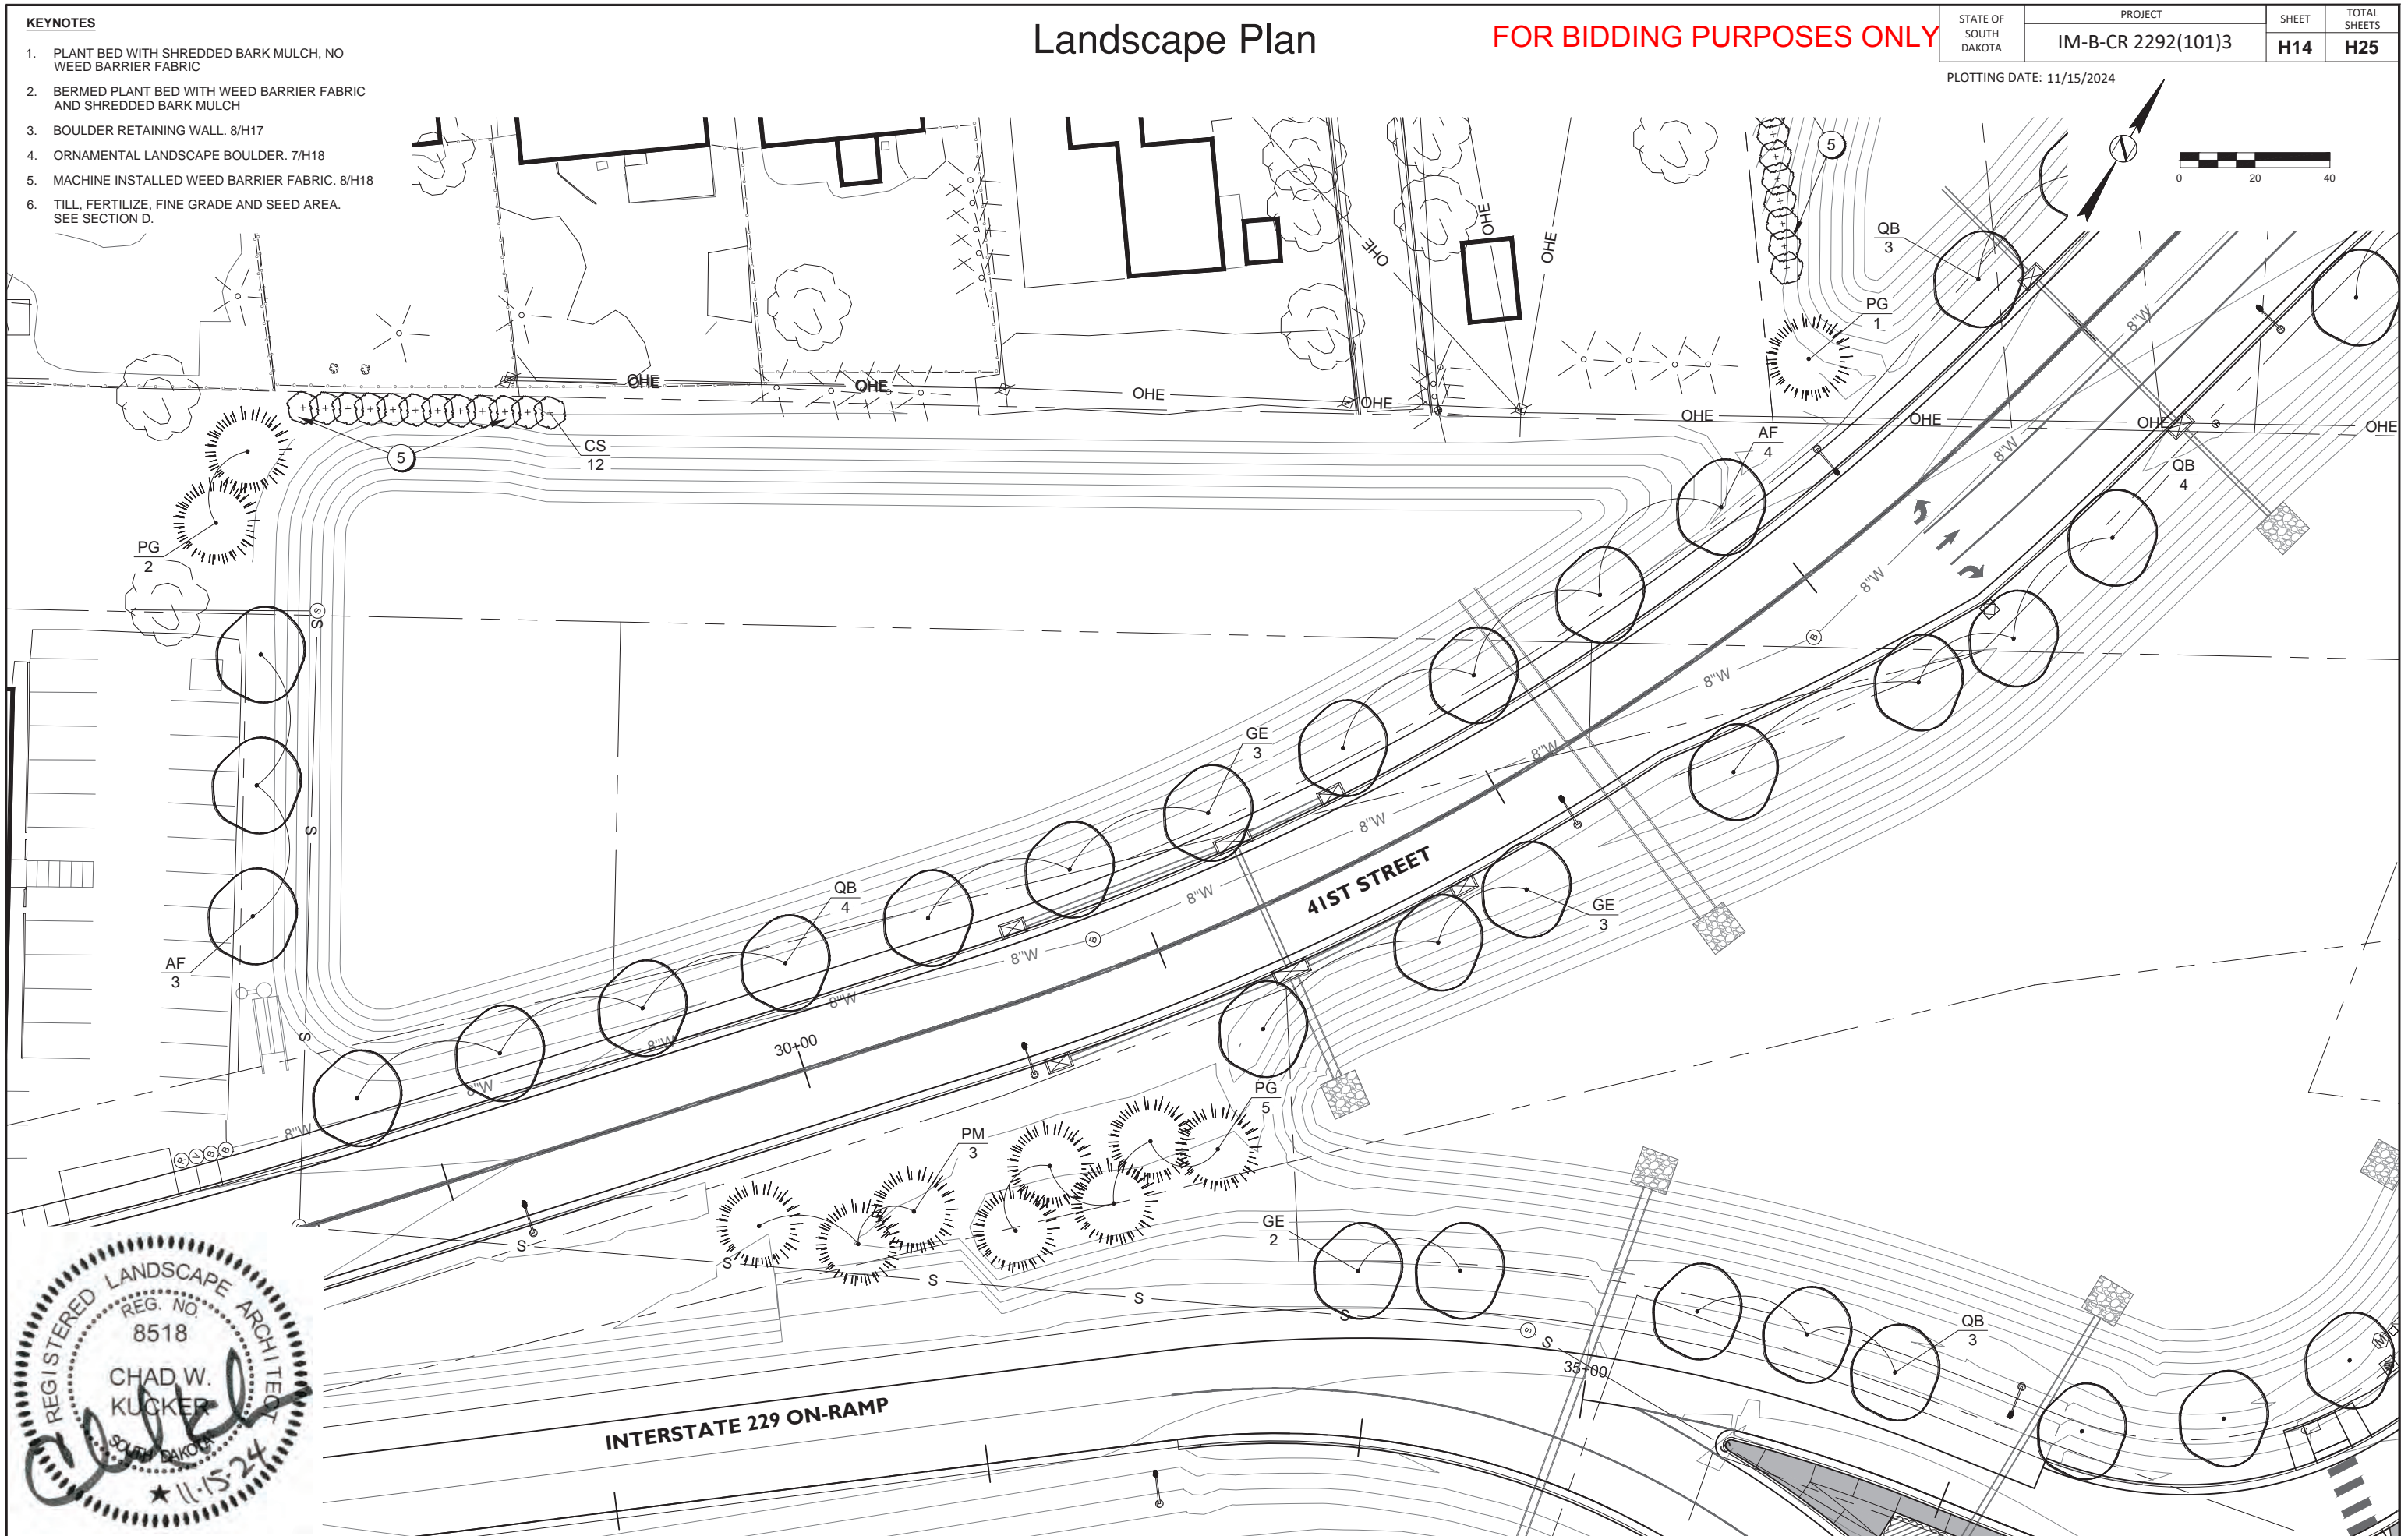 KEYNOTES
1. PLANT BED WITH SHREDDED BARK MULCH, NO
WEED BARRIER FABRIC
2. BERMED PLANT BED WITH WEED BARRIER FABRIC
AND SHREDDED BARK MULCH
3. BOULDER RETAINING WALL. 8/H17
4. ORNAMENTAL LANDSCAPE BOULDER. 7/H18
5. MACHINE INSTALLED WEED BARRIER FABRIC. 8/H18
6. TILL, FERTILIZE, FINE GRADE AND SEED AREA.
SEE SECTION D.
Landscape Plan
FOR BIDDING PURPOSES ONLY
STATE OF
SOUTH
DAKOTA
PROJECT
IM-B-CR 2292(101)3
SHEET
H14
TOTAL
SHEETS
H25
PLOTTING DATE: 11/15/2024
N
0 20 40
5
QB
3
PG
1
OHE
OHE
OHE
OHE
OHE
OHE
OHE
OHE
OHE
OHE
OHE
5
CS
12
AF
4
QB
4
PG
2
S
S
8"W
8"W
8"W
B
8"W
8"W
GE
3
8"W
QB
4
8"W
41ST STREET
GE
3
AF
3
S
B
8"W
8"W
S
30+00
8"W
8"W
8"W
R V B B
PG
5
PM
3
S
S
S
S
GE
2
S
S
S
35+00
QB
3
M
INTERSTATE 229 ON-RAMP
REGISTERED LANDSCAPE ARCHITECT
REG. NO.
8518
CHAD W.
KUCKER
SOUTH DAKOTA
11-15-24